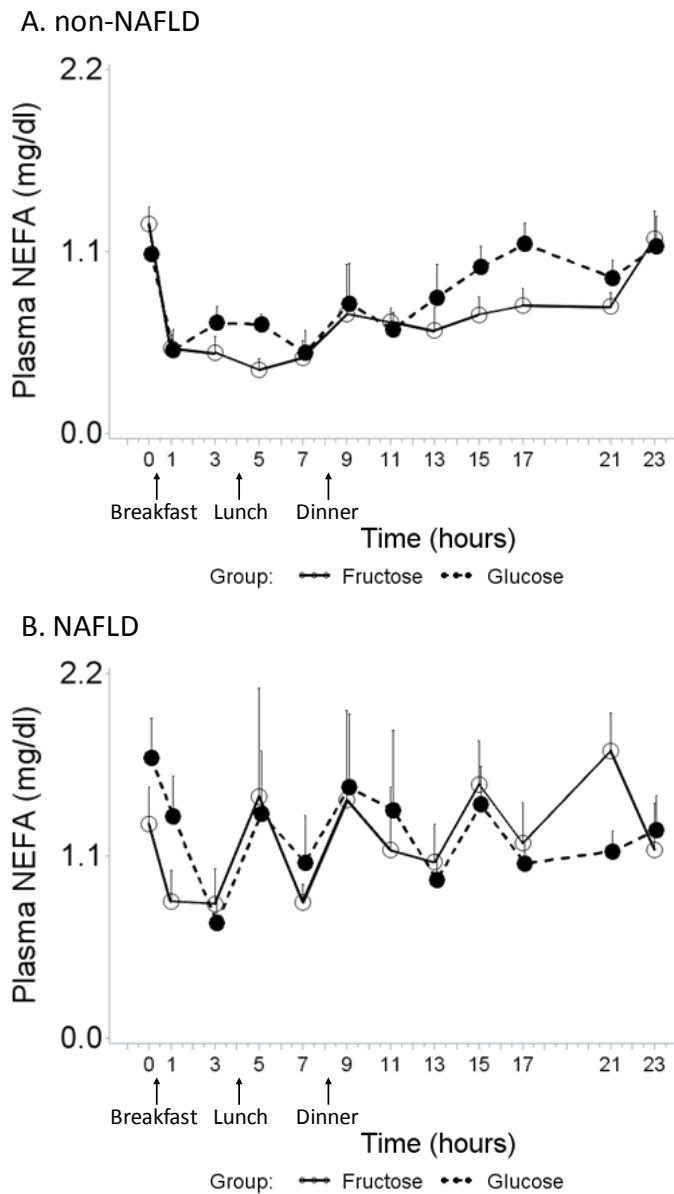 A. non-NAFLD
2.2
1.1
0.0
Plasma NEFA (mg/dl)
0 1 3 5 7 9 11 13 15 17 21 23
Breakfast Lunch Dinner
Time (hours)
Group: Fructose Glucose
B. NAFLD
2.2
1.1
0.0
Plasma NEFA (mg/dl)
0 1 3 5 7 9 11 13 15 17 21 23
Breakfast Lunch Dinner
Time (hours)
Group: Fructose Glucose